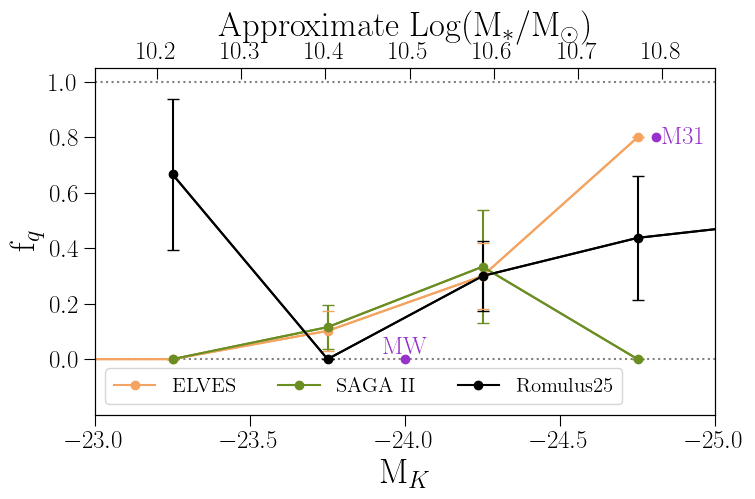 Approximate Log(M*/M☉)
10.2 10.3 10.4 10.5 10.6 10.7 10.8
1.0
0.8
0.6
0.4
0.2
0.0
f_q
M31
MW
ELVES SAGA II Romulus25
−23.0 −23.5 −24.0 −24.5 −25.0
M_K